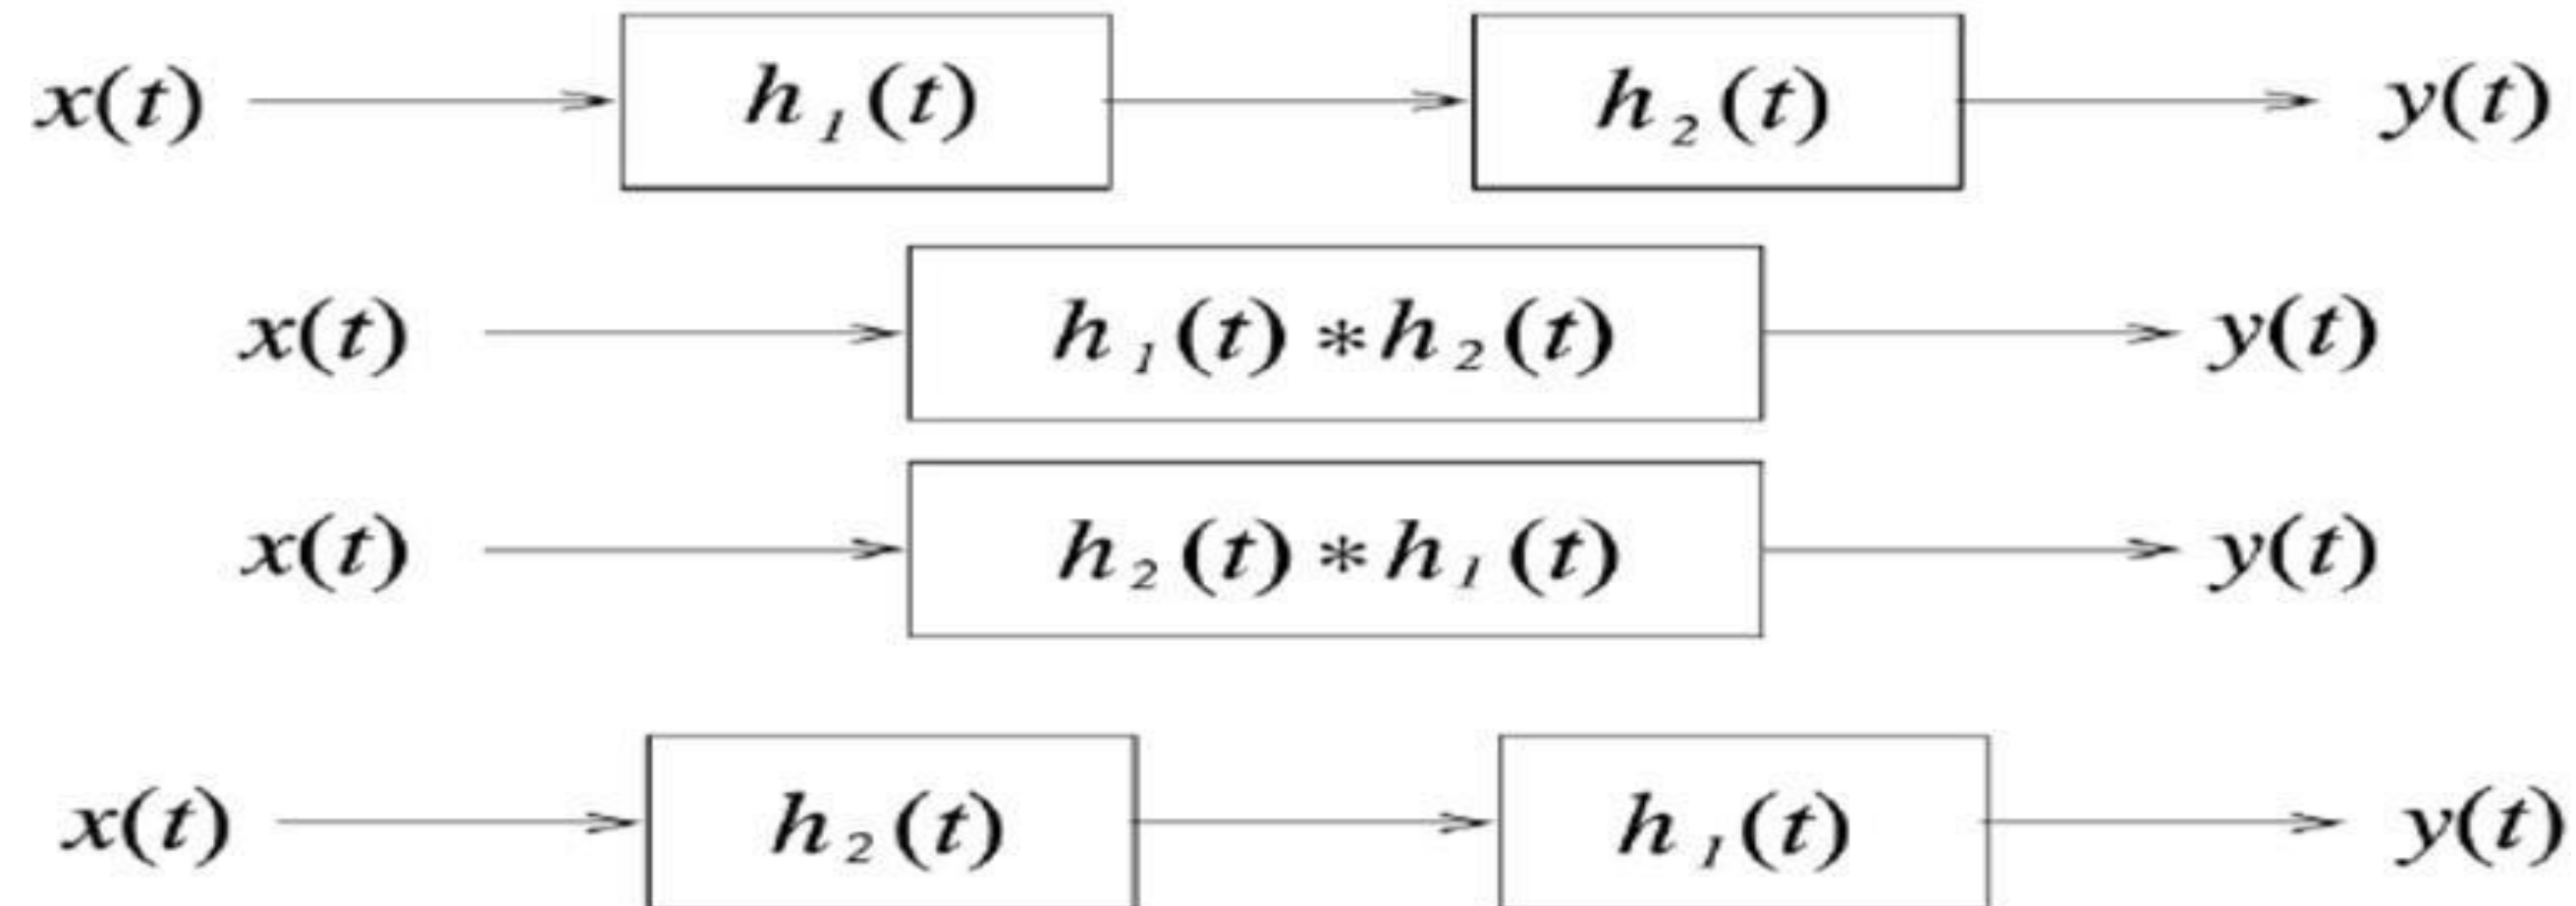 x(t) h₁(t) h₂(t) y(t)
x(t) h₁(t) * h₂(t) y(t)
x(t) h₂(t) * h₁(t) y(t)
x(t) h₂(t) h₁(t) y(t)